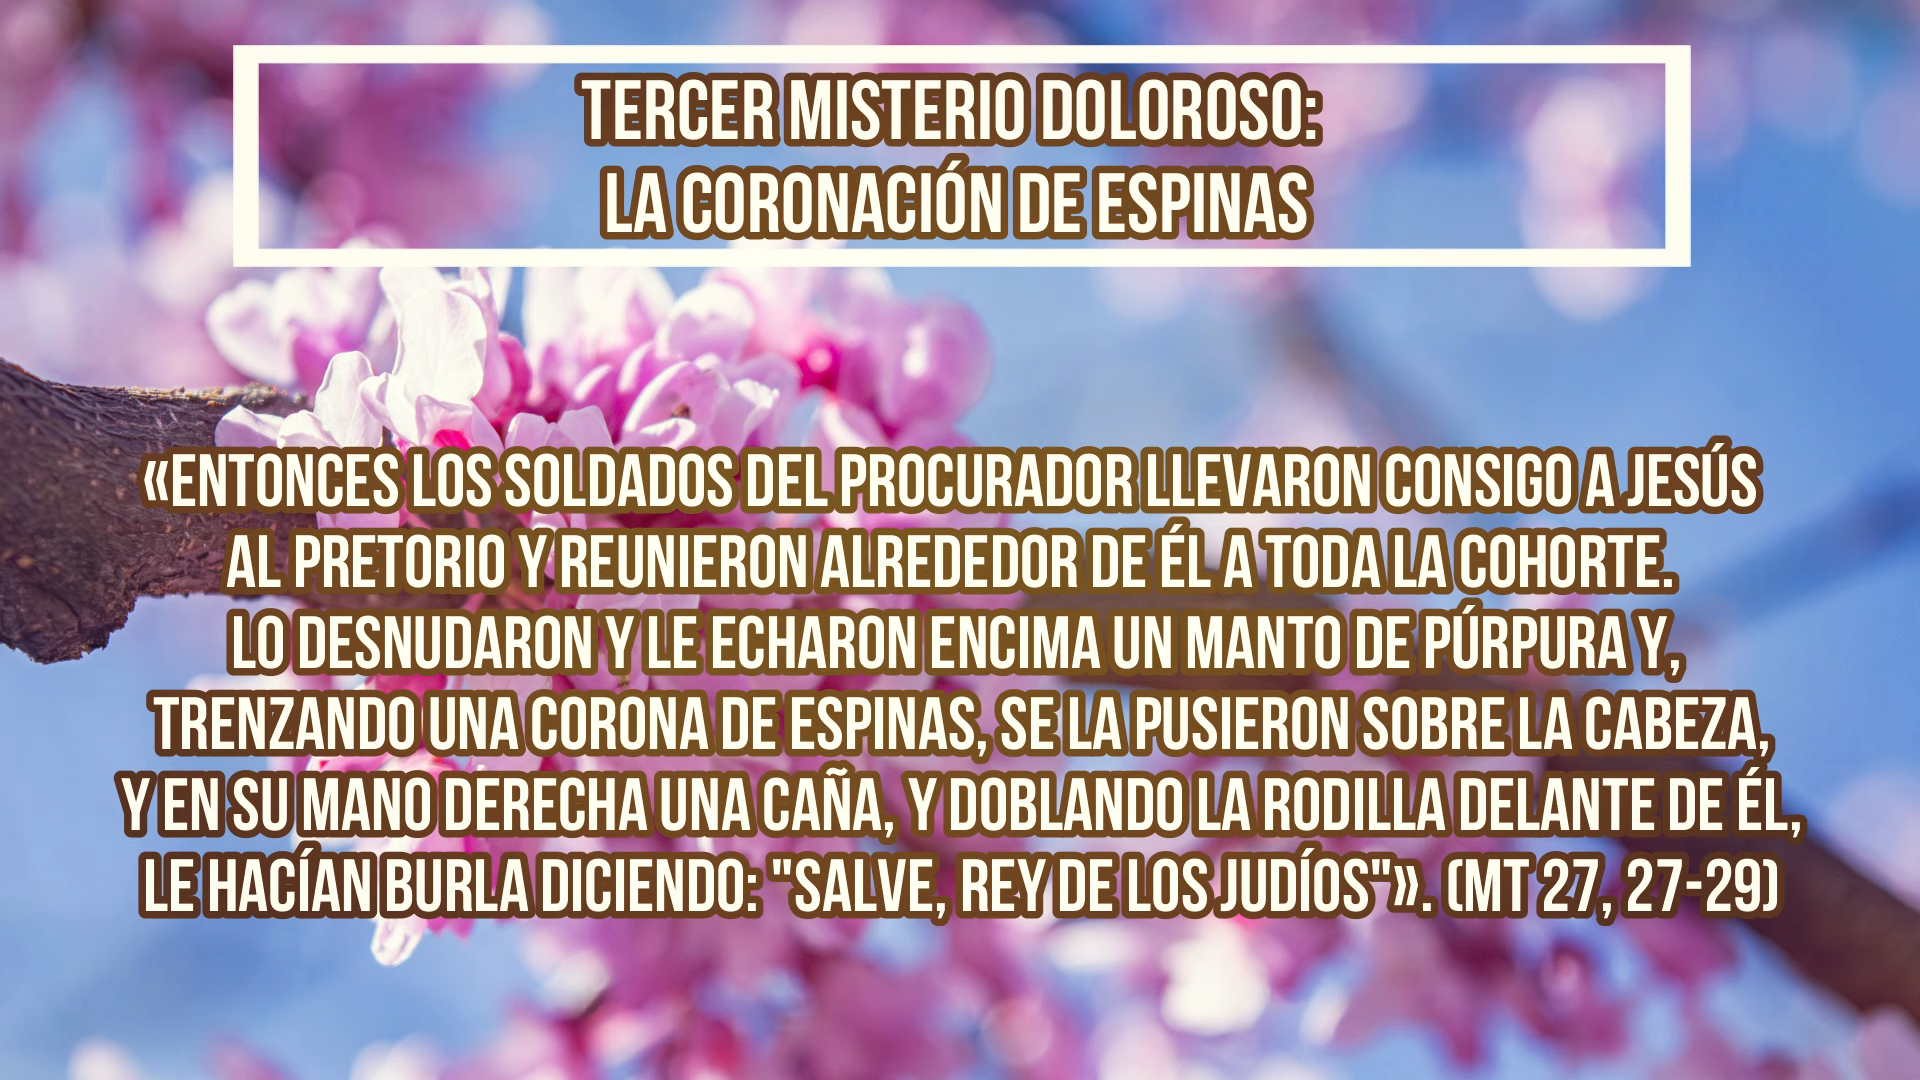 TERCER MISTERIO DOLOROSO:
LA CORONACIÓN DE ESPINAS
«ENTONCES LOS SOLDADOS DEL PROCURADOR LLEVARON CONSIGO A JESÚS
AL PRETORIO Y REUNIERON ALREDEDOR DE ÉL A TODA LA COHORTE.
LO DESNUDARON Y LE ECHARON ENCIMA UN MANTO DE PÚRPURA Y,
TRENZANDO UNA CORONA DE ESPINAS, SE LA PUSIERON SOBRE LA CABEZA,
Y EN SU MANO DERECHA UNA CAÑA, Y DOBLANDO LA RODILLA DELANTE DE ÉL,
LE HACÍAN BURLA DICIENDO: "SALVE, REY DE LOS JUDÍOS"». (MT 27, 27-29)